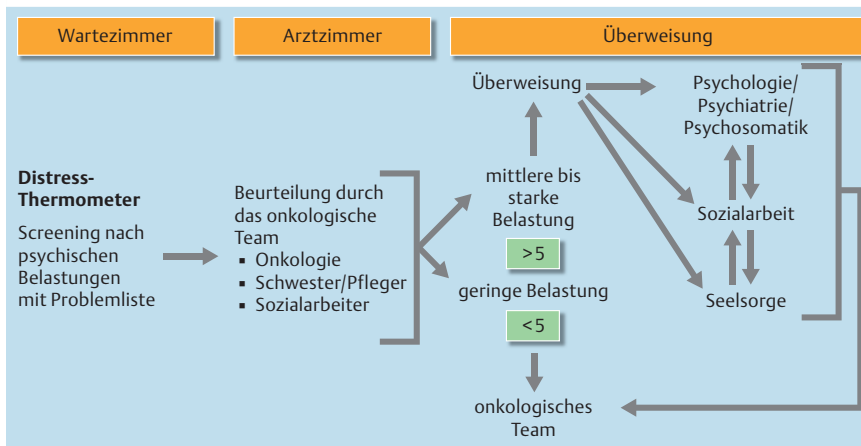 Wartezimmer
Arztzimmer
Überweisung
Distress-
Thermometer
Screening nach
psychischen
Belastungen
mit Problemliste
Beurteilung durch
das onkologische
Team
▪ Onkologie
▪ Schwester/Pfleger
▪ Sozialarbeiter
Überweisung
mittlere bis
starke
Belastung
>5
geringe Belastung
<5
onkologisches
Team
Psychologie/
Psychiatrie/
Psychosomatik
Sozialarbeit
Seelsorge